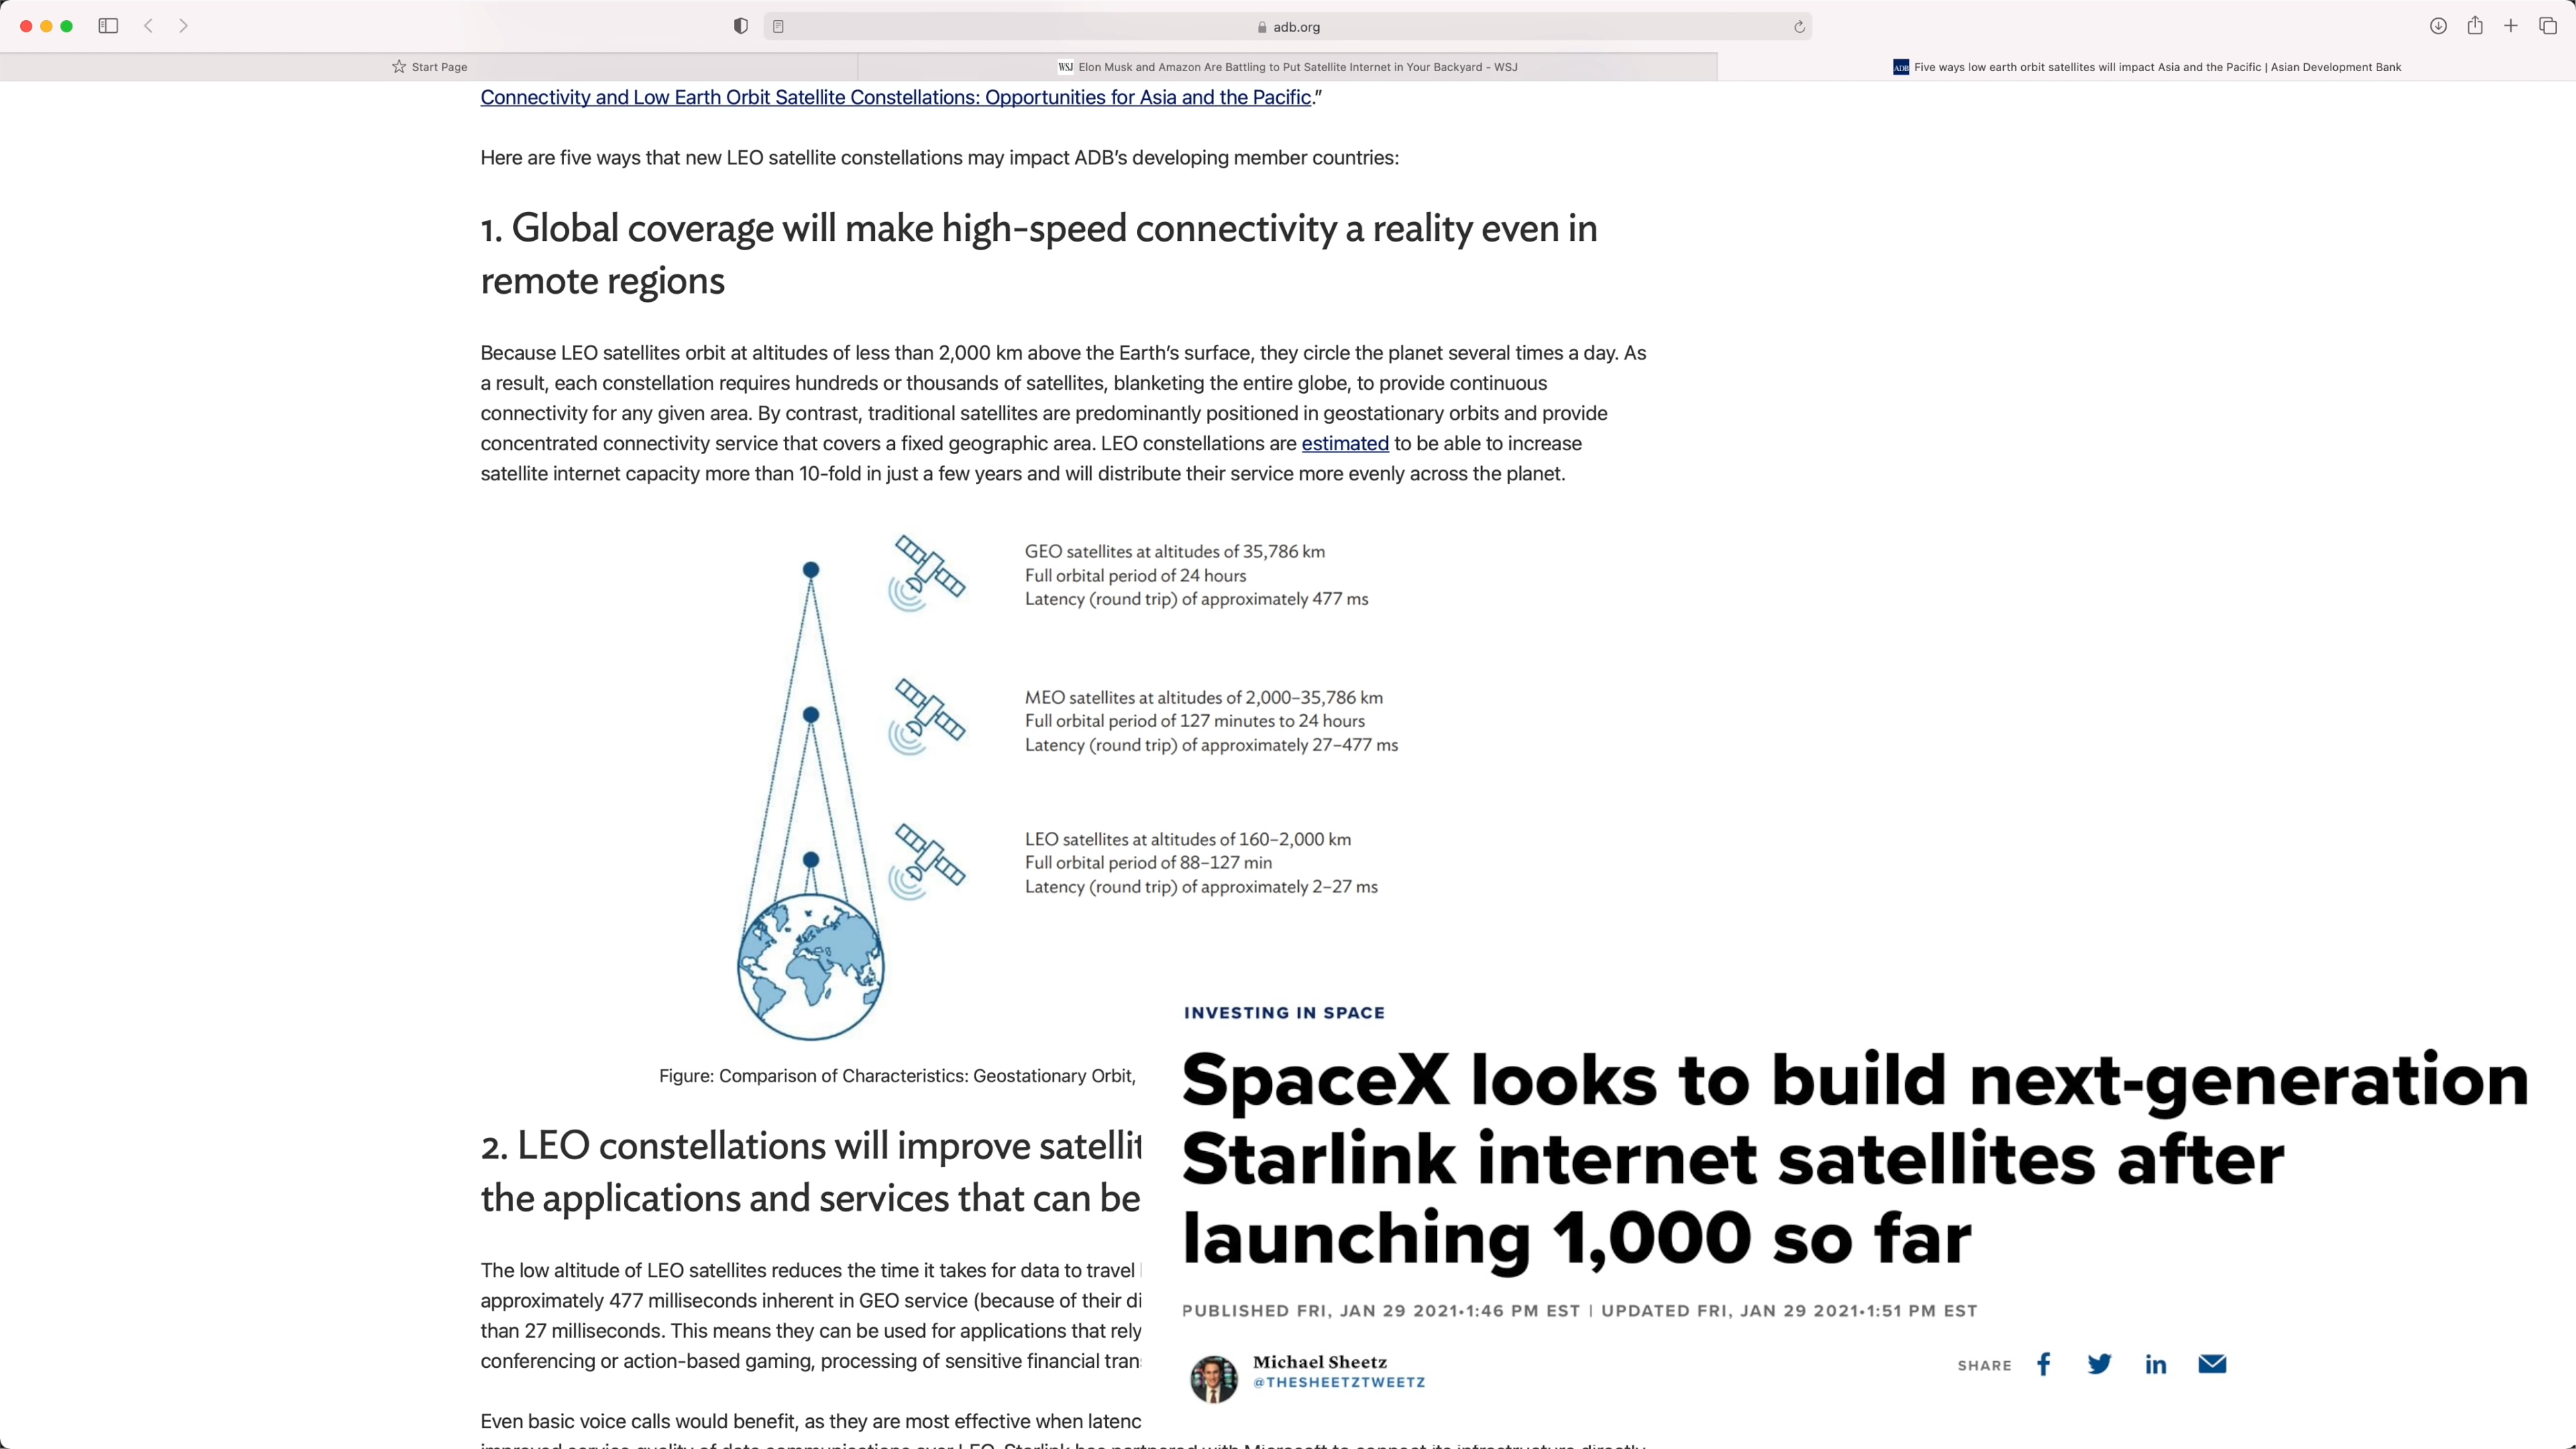 adb.org
Start Page
WSJ Elon Musk and Amazon Are Battling to Put Satellite Internet in Your Backyard - WSJ
ADB Five ways low earth orbit satellites will impact Asia and the Pacific | Asian Development Bank
Connectivity and Low Earth Orbit Satellite Constellations: Opportunities for Asia and the Pacific.”
Here are five ways that new LEO satellite constellations may impact ADB’s developing member countries:
1. Global coverage will make high-speed connectivity a reality even in
remote regions
Because LEO satellites orbit at altitudes of less than 2,000 km above the Earth’s surface, they circle the planet several times a day. As
a result, each constellation requires hundreds or thousands of satellites, blanketing the entire globe, to provide continuous
connectivity for any given area. By contrast, traditional satellites are predominantly positioned in geostationary orbits and provide
concentrated connectivity service that covers a fixed geographic area. LEO constellations are estimated to be able to increase
satellite internet capacity more than 10-fold in just a few years and will distribute their service more evenly across the planet.
GEO satellites at altitudes of 35,786 km
Full orbital period of 24 hours
Latency (round trip) of approximately 477 ms
MEO satellites at altitudes of 2,000–35,786 km
Full orbital period of 127 minutes to 24 hours
Latency (round trip) of approximately 27–477 ms
LEO satellites at altitudes of 160–2,000 km
Full orbital period of 88–127 min
Latency (round trip) of approximately 2–27 ms
Figure: Comparison of Characteristics: Geostationary Orbit,
2. LEO constellations will improve satellit
the applications and services that can be
The low altitude of LEO satellites reduces the time it takes for data to travel
approximately 477 milliseconds inherent in GEO service (because of their di
than 27 milliseconds. This means they can be used for applications that rely
conferencing or action-based gaming, processing of sensitive financial tran
Even basic voice calls would benefit, as they are most effective when latenc
INVESTING IN SPACE
SpaceX looks to build next-generation
Starlink internet satellites after
launching 1,000 so far
PUBLISHED FRI, JAN 29 2021•1:46 PM EST | UPDATED FRI, JAN 29 2021•1:51 PM EST
Michael Sheetz
@THESHEETZTWEETZ
SHARE